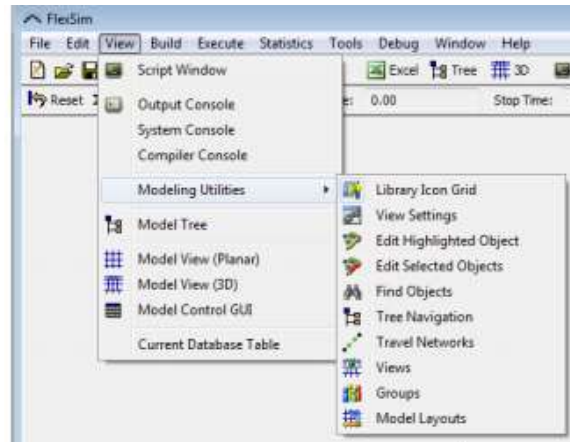 FlexSim
File Edit View Build Execute Statistics Tools Debug Window Help
Script Window Excel Tree 3D
Reset Output Console 0.00 Stop Time:
System Console
Compiler Console
Modeling Utilities
Library Icon Grid
View Settings
Model Tree
Edit Highlighted Object
Edit Selected Objects
Model View (Planar)
Find Objects
Model View (3D)
Tree Navigation
Model Control GUI
Travel Networks
Current Database Table
Views
Groups
Model Layouts